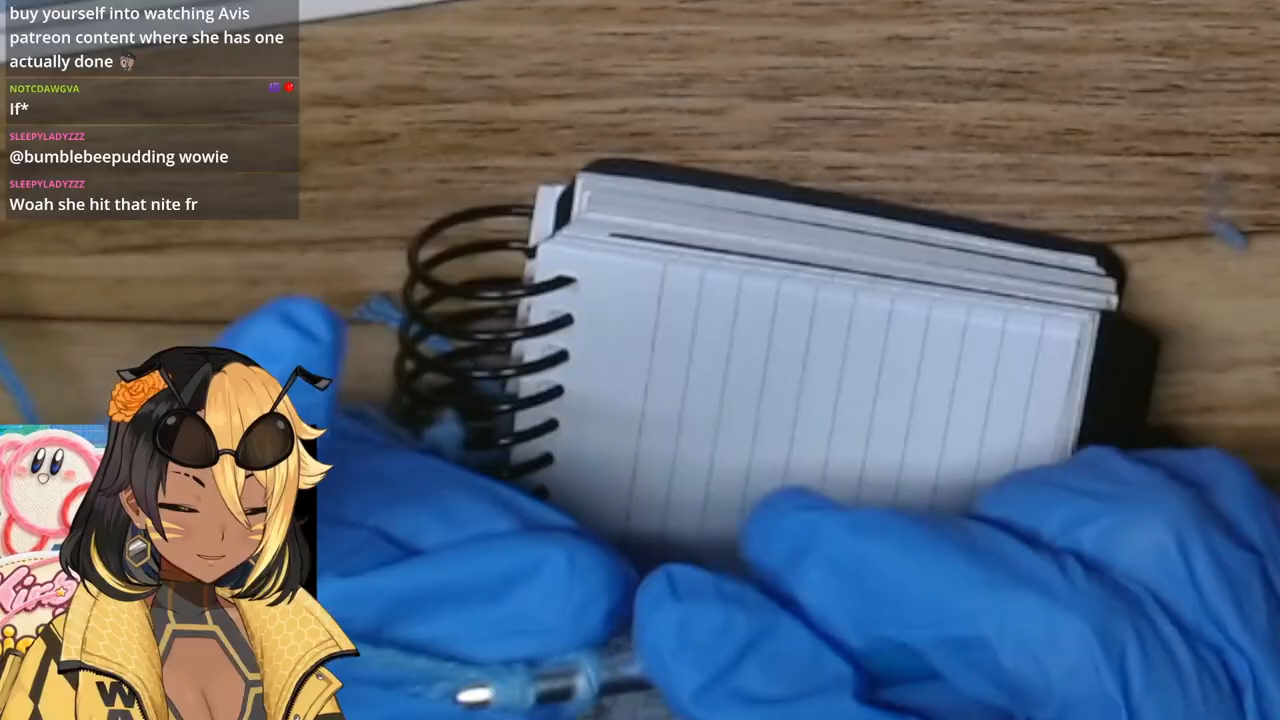 buy yourself into watching Avis
patreon content where she has one
actually done
NOTCDAWGVA
If*
SLEEPYLADYZZZ
@bumblebeepudding wowie
SLEEPYLADYZZZ
Woah she hit that nite fr